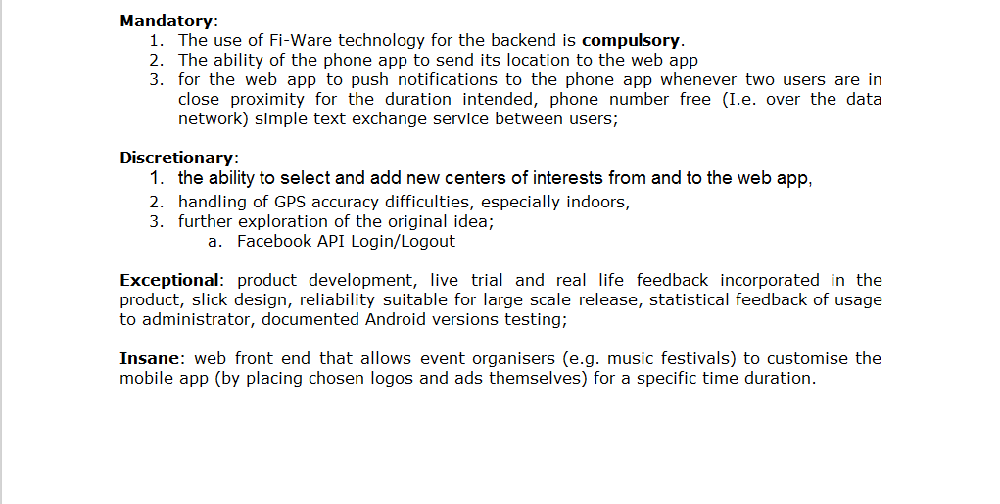 Mandatory:
1. The use of Fi-Ware technology for the backend is compulsory.
2. The ability of the phone app to send its location to the web app
3. for the web app to push notifications to the phone app whenever two users are in
close proximity for the duration intended, phone number free (I.e. over the data
network) simple text exchange service between users;
Discretionary:
1. the ability to select and add new centers of interests from and to the web app,
2. handling of GPS accuracy difficulties, especially indoors,
3. further exploration of the original idea;
a. Facebook API Login/Logout
Exceptional: product development, live trial and real life feedback incorporated in the
product, slick design, reliability suitable for large scale release, statistical feedback of usage
to administrator, documented Android versions testing;
Insane: web front end that allows event organisers (e.g. music festivals) to customise the
mobile app (by placing chosen logos and ads themselves) for a specific time duration.